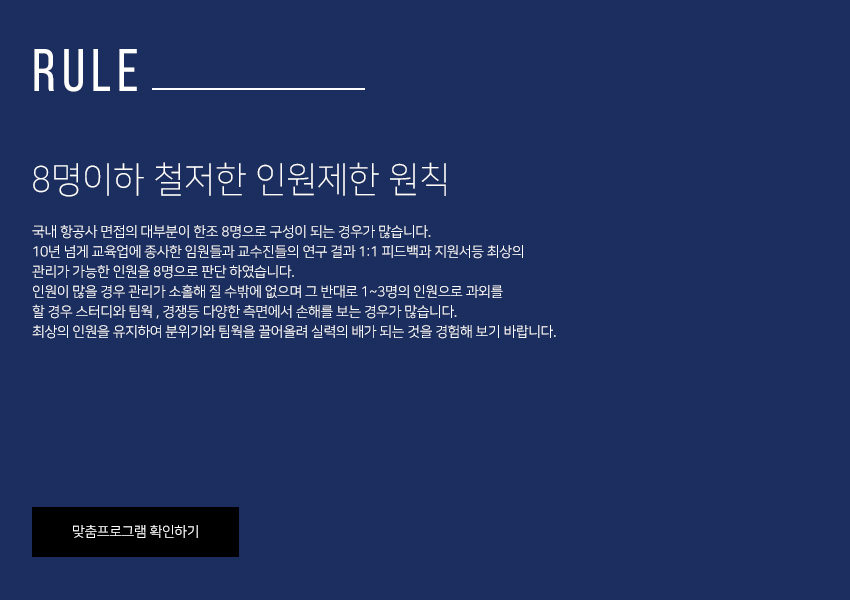 RULE
8명이하 철저한 인원제한 원칙
국내 항공사 면접의 대부분이 한조 8명으로 구성이 되는 경우가 많습니다.
10년 넘게 교육업에 종사한 임원들과 교수진들의 연구 결과 1:1 피드백과 지원서등 최상의
관리가 가능한 인원을 8명으로 판단 하였습니다.
인원이 많을 경우 관리가 소홀해 질 수밖에 없으며 그 반대로 1~3명의 인원으로 과외를
할 경우 스터디와 팀웍 , 경쟁등 다양한 측면에서 손해를 보는 경우가 많습니다.
최상의 인원을 유지하여 분위기와 팀웍을 끌어올려 실력의 배가 되는 것을 경험해 보기 바랍니다.
맞춤프로그램 확인하기